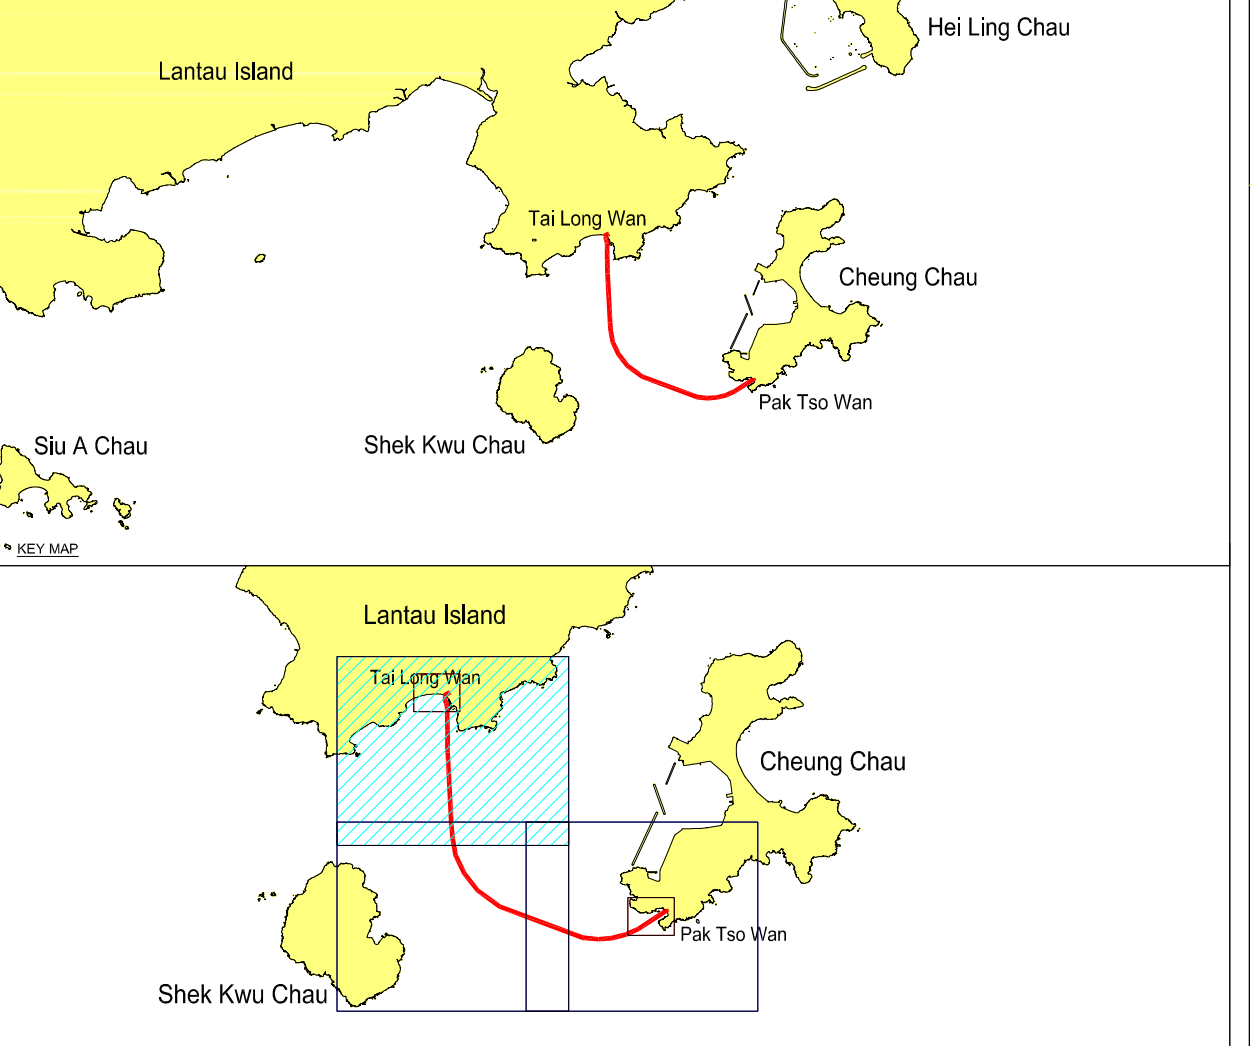 Hei Ling Chau
Lantau Island
Tai Long Wan
Cheung Chau
Pak Tso Wan
Shek Kwu Chau
Siu A Chau
KEY MAP
Lantau Island
Tai Long Wan
Cheung Chau
Pak Tso Wan
Shek Kwu Chau